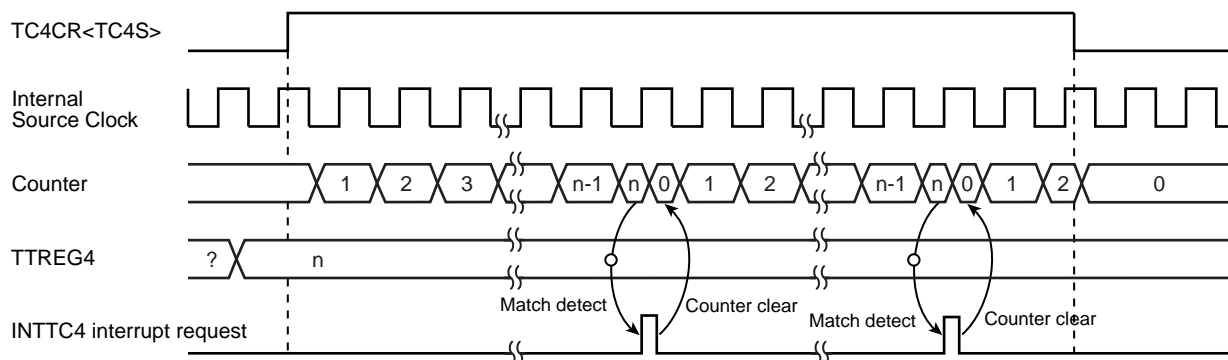 TC4CR<TC4S>
Internal
Source Clock
Counter
1 2 3 n-1 n 0 1 2 n-1 n 0 1 2 0
TTREG4
? n
Match detect Counter clear Match detect Counter clear
INTTC4 interrupt request